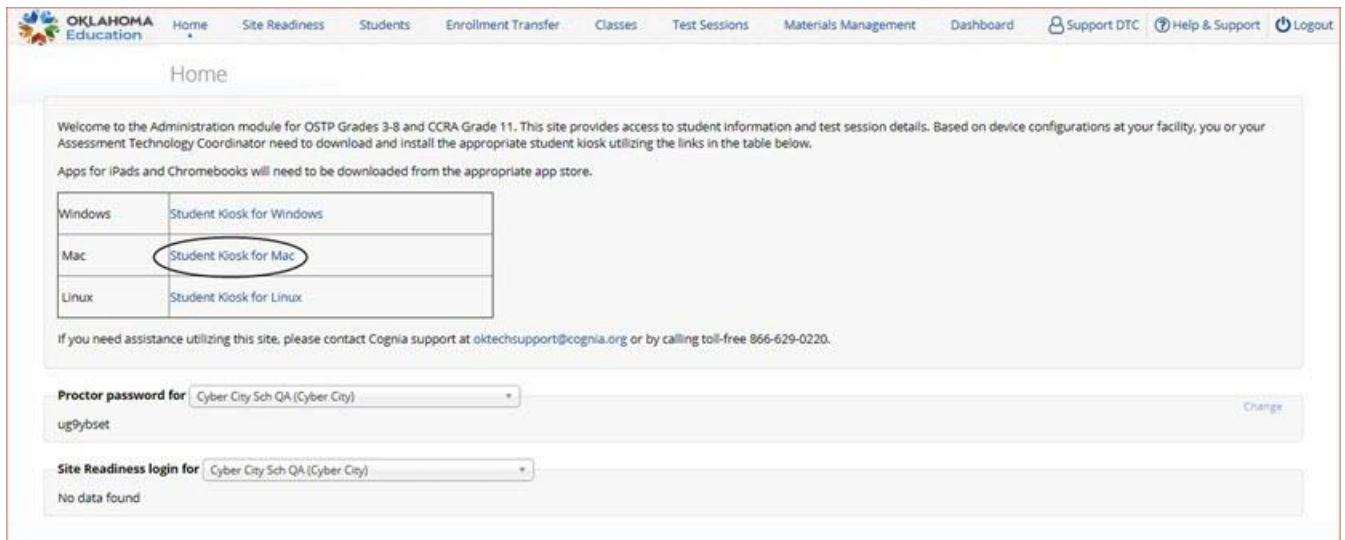 OKLAHOMA
Education
Home Site Readiness Students Enrollment Transfer Classes Test Sessions Materials Management Dashboard Support DTC Help & Support Logout
Home
Welcome to the Administration module for OSTP Grades 3-8 and CCRA Grade 11. This site provides access to student information and test session details. Based on device configurations at your facility, you or your
Assessment Technology Coordinator need to download and install the appropriate student kiosk utilizing the links in the table below.
Apps for iPads and Chromebooks will need to be downloaded from the appropriate app store.
Windows Student Kiosk for Windows
Mac Student Kiosk for Mac
Linux Student Kiosk for Linux
If you need assistance utilizing this site, please contact Cognia support at oktechsupport@cognia.org or by calling toll-free 866-629-0220.
Proctor password for Cyber City Sch QA (Cyber City)
Change
ug9ybset
Site Readiness login for Cyber City Sch QA (Cyber City)
No data found